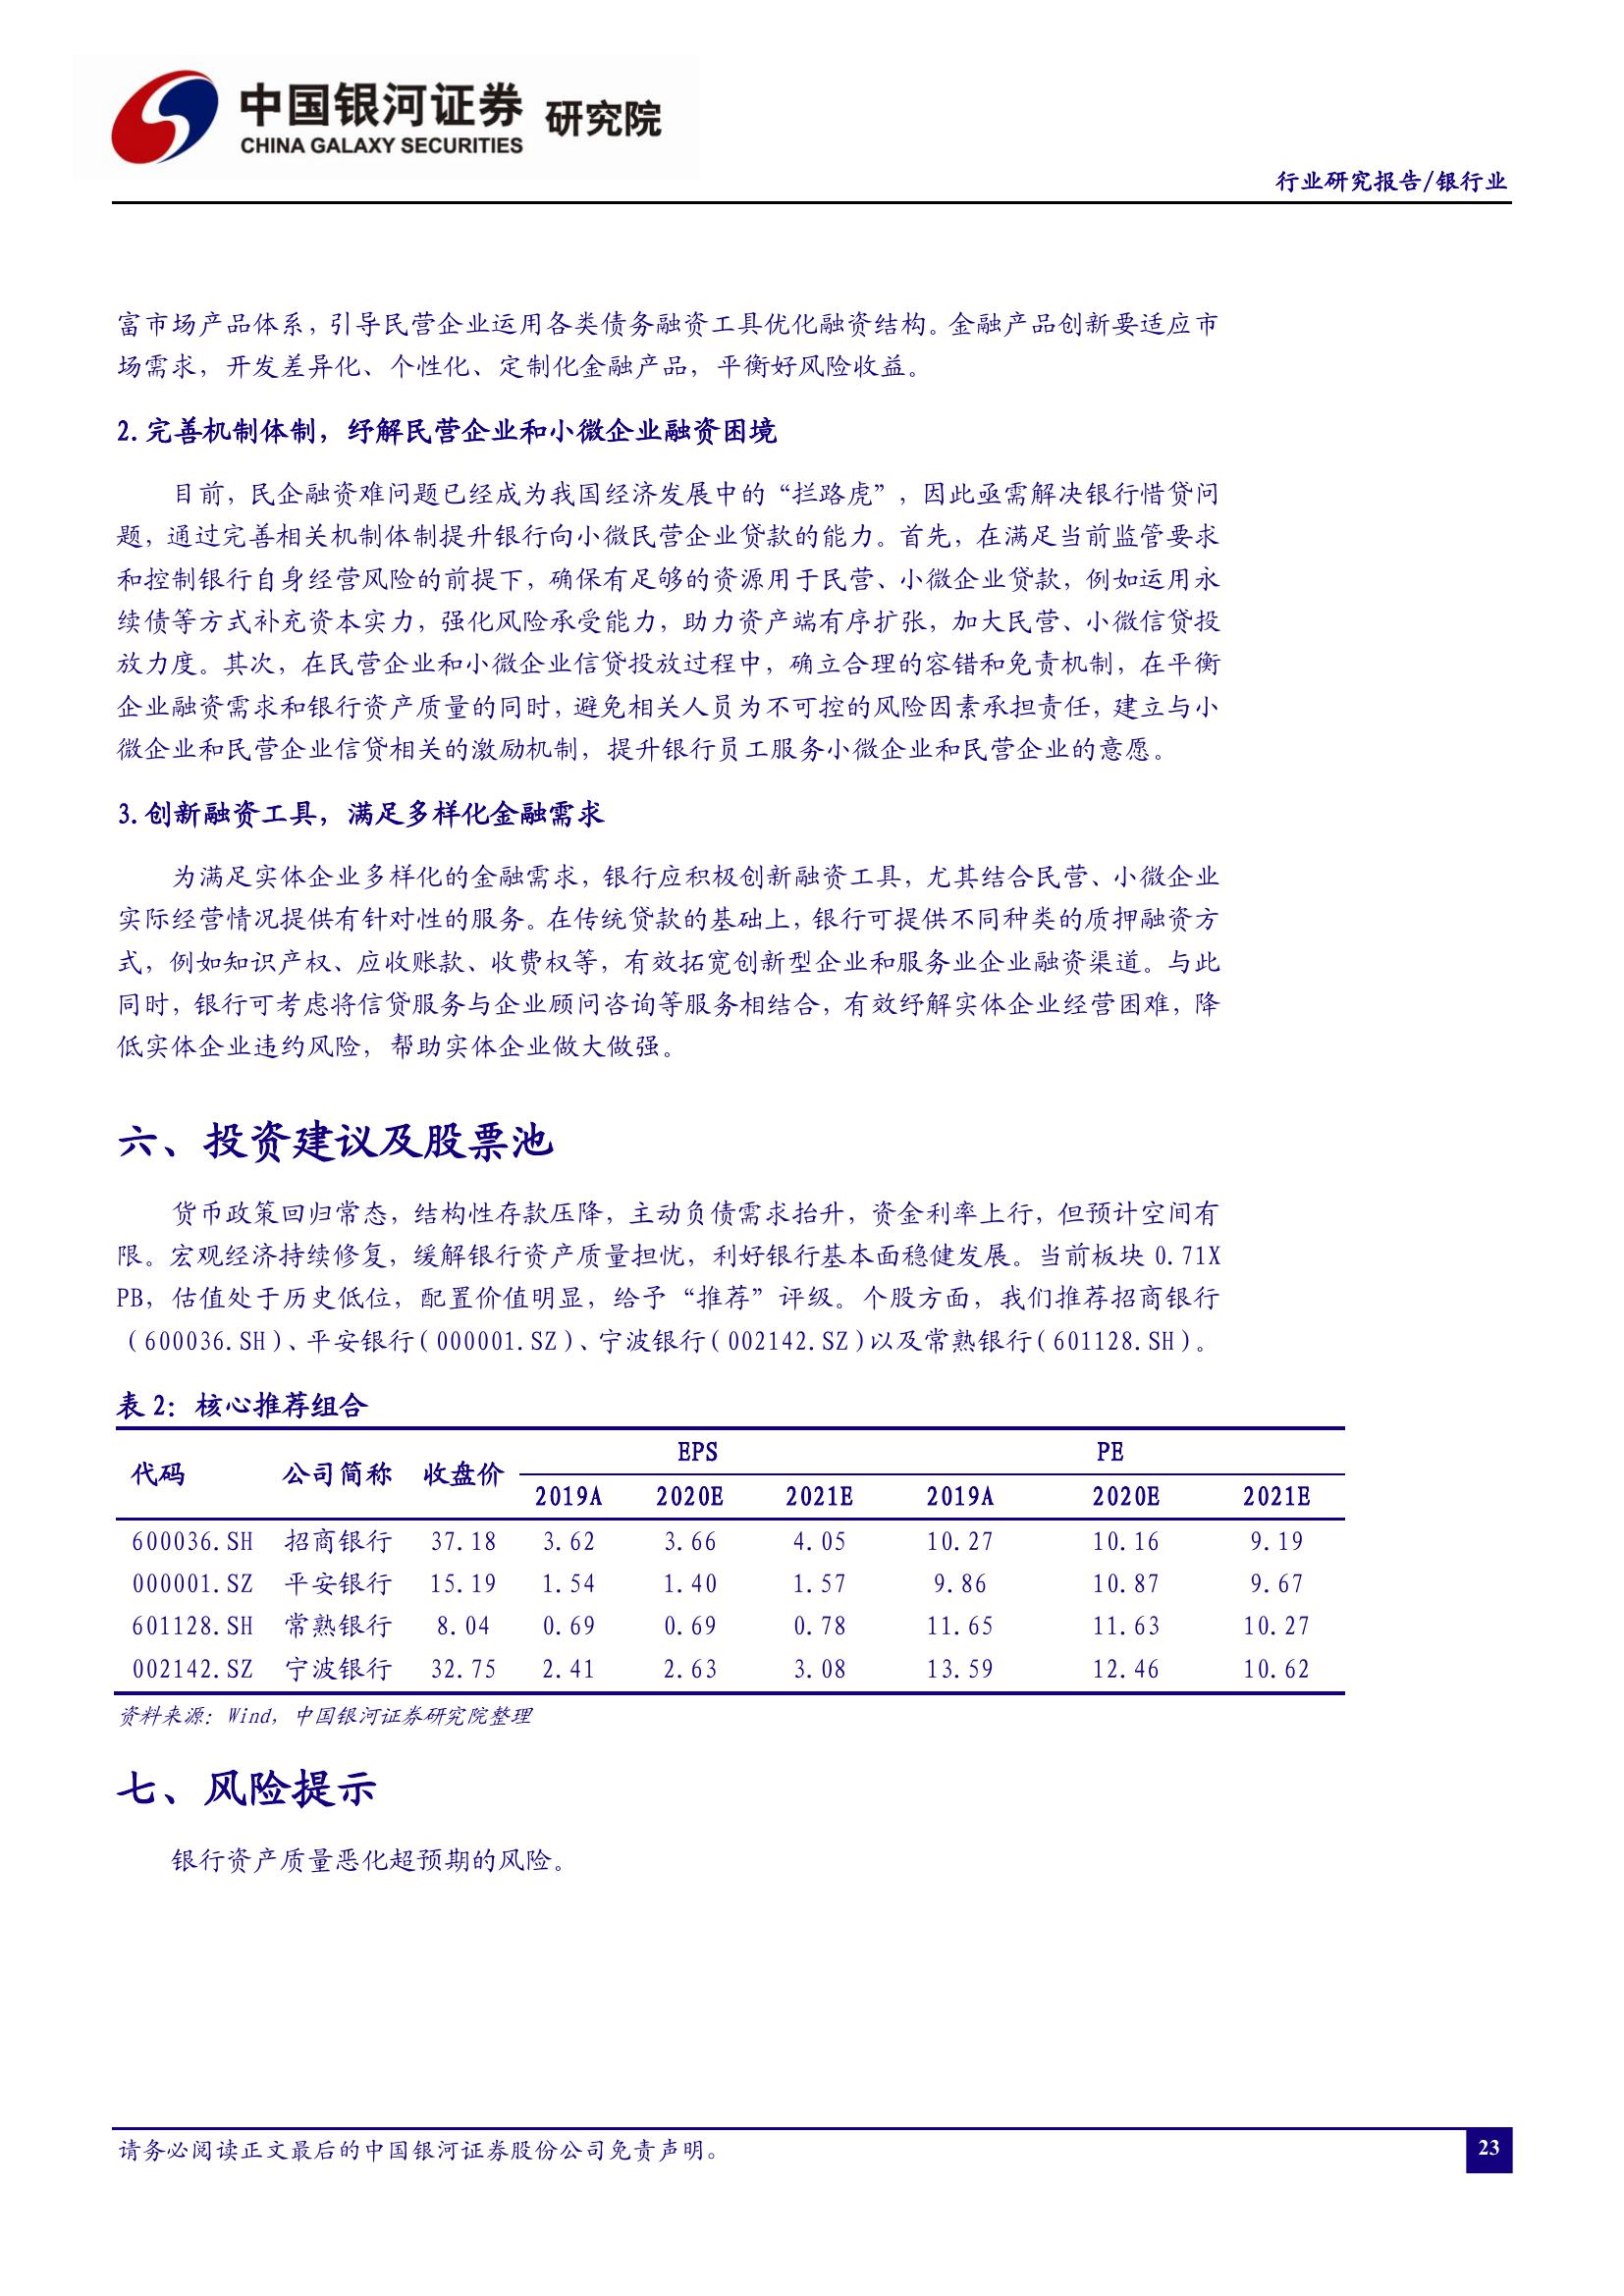 中国银河证券 研究院
CHINA GALAXY SECURITIES
行业研究报告/银行业
富市场产品体系，引导民营企业运用各类债务融资工具优化融资结构。金融产品创新要适应市
场需求，开发差异化、个性化、定制化金融产品，平衡好风险收益。
2.完善机制体制，纾解民营企业和小微企业融资困境
目前，民企融资难问题已经成为我国经济发展中的“拦路虎”，因此亟需解决银行惜贷问
题，通过完善相关机制体制提升银行向小微民营企业贷款的能力。首先，在满足当前监管要求
和控制银行自身经营风险的前提下，确保有足够的资源用于民营、小微企业贷款，例如运用永
续债等方式补充资本实力，强化风险承受能力，助力资产端有序扩张，加大民营、小微信贷投
放力度。其次，在民营企业和小微企业信贷投放过程中，确立合理的容错和免责机制，在平衡
企业融资需求和银行资产质量的同时，避免相关人员为不可控的风险因素承担责任，建立与小
微企业和民营企业信贷相关的激励机制，提升银行员工服务小微企业和民营企业的意愿。
3.创新融资工具，满足多样化金融需求
为满足实体企业多样化的金融需求，银行应积极创新融资工具，尤其结合民营、小微企业
实际经营情况提供有针对性的服务。在传统贷款的基础上，银行可提供不同种类的质押融资方
式，例如知识产权、应收账款、收费权等，有效拓宽创新型企业和服务业企业融资渠道。与此
同时，银行可考虑将信贷服务与企业顾问咨询等服务相结合，有效纾解实体企业经营困难，降
低实体企业违约风险，帮助实体企业做大做强。
六、投资建议及股票池
货币政策回归常态，结构性存款压降，主动负债需求抬升，资金利率上行，但预计空间有
限。宏观经济持续修复，缓解银行资产质量担忧，利好银行基本面稳健发展。当前板块 0.71X
PB，估值处于历史低位，配置价值明显，给予“推荐”评级。个股方面，我们推荐招商银行
（600036.SH）、平安银行（000001.SZ）、宁波银行（002142.SZ）以及常熟银行（601128.SH）。
表 2：核心推荐组合
代码 公司简称 收盘价 EPS PE
2019A 2020E 2021E 2019A 2020E 2021E
600036.SH 招商银行 37.18 3.62 3.66 4.05 10.27 10.16 9.19
000001.SZ 平安银行 15.19 1.54 1.40 1.57 9.86 10.87 9.67
601128.SH 常熟银行 8.04 0.69 0.69 0.78 11.65 11.63 10.27
002142.SZ 宁波银行 32.75 2.41 2.63 3.08 13.59 12.46 10.62
资料来源：Wind，中国银河证券研究院整理
七、风险提示
银行资产质量恶化超预期的风险。
请务必阅读正文最后的中国银河证券股份公司免责声明。
23